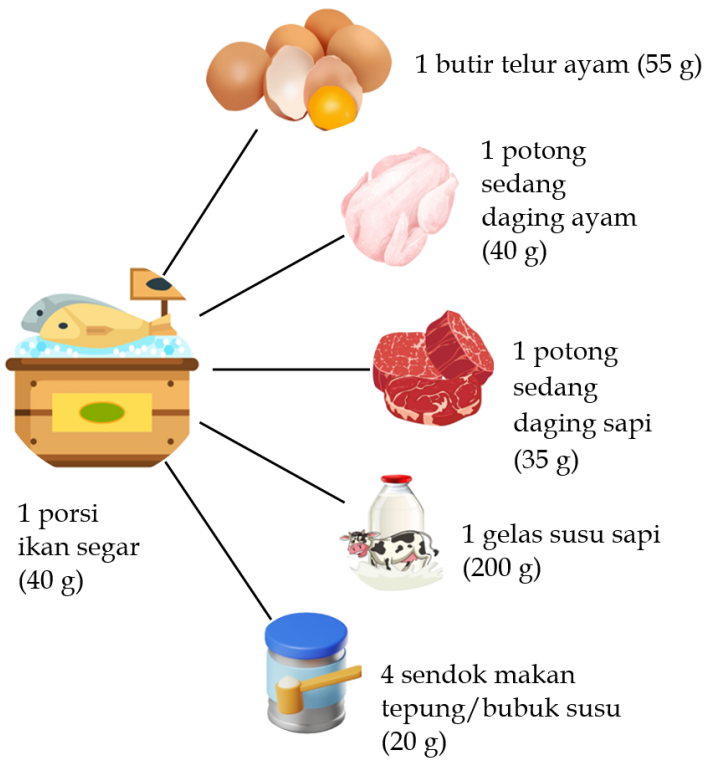 1 butir telur ayam (55 g)
1 potong
sedang
daging ayam
(40 g)
1 potong
sedang
daging sapi
(35 g)
1 porsi
ikan segar
(40 g)
1 gelas susu sapi
(200 g)
4 sendok makan
tepung/bubuk susu
(20 g)